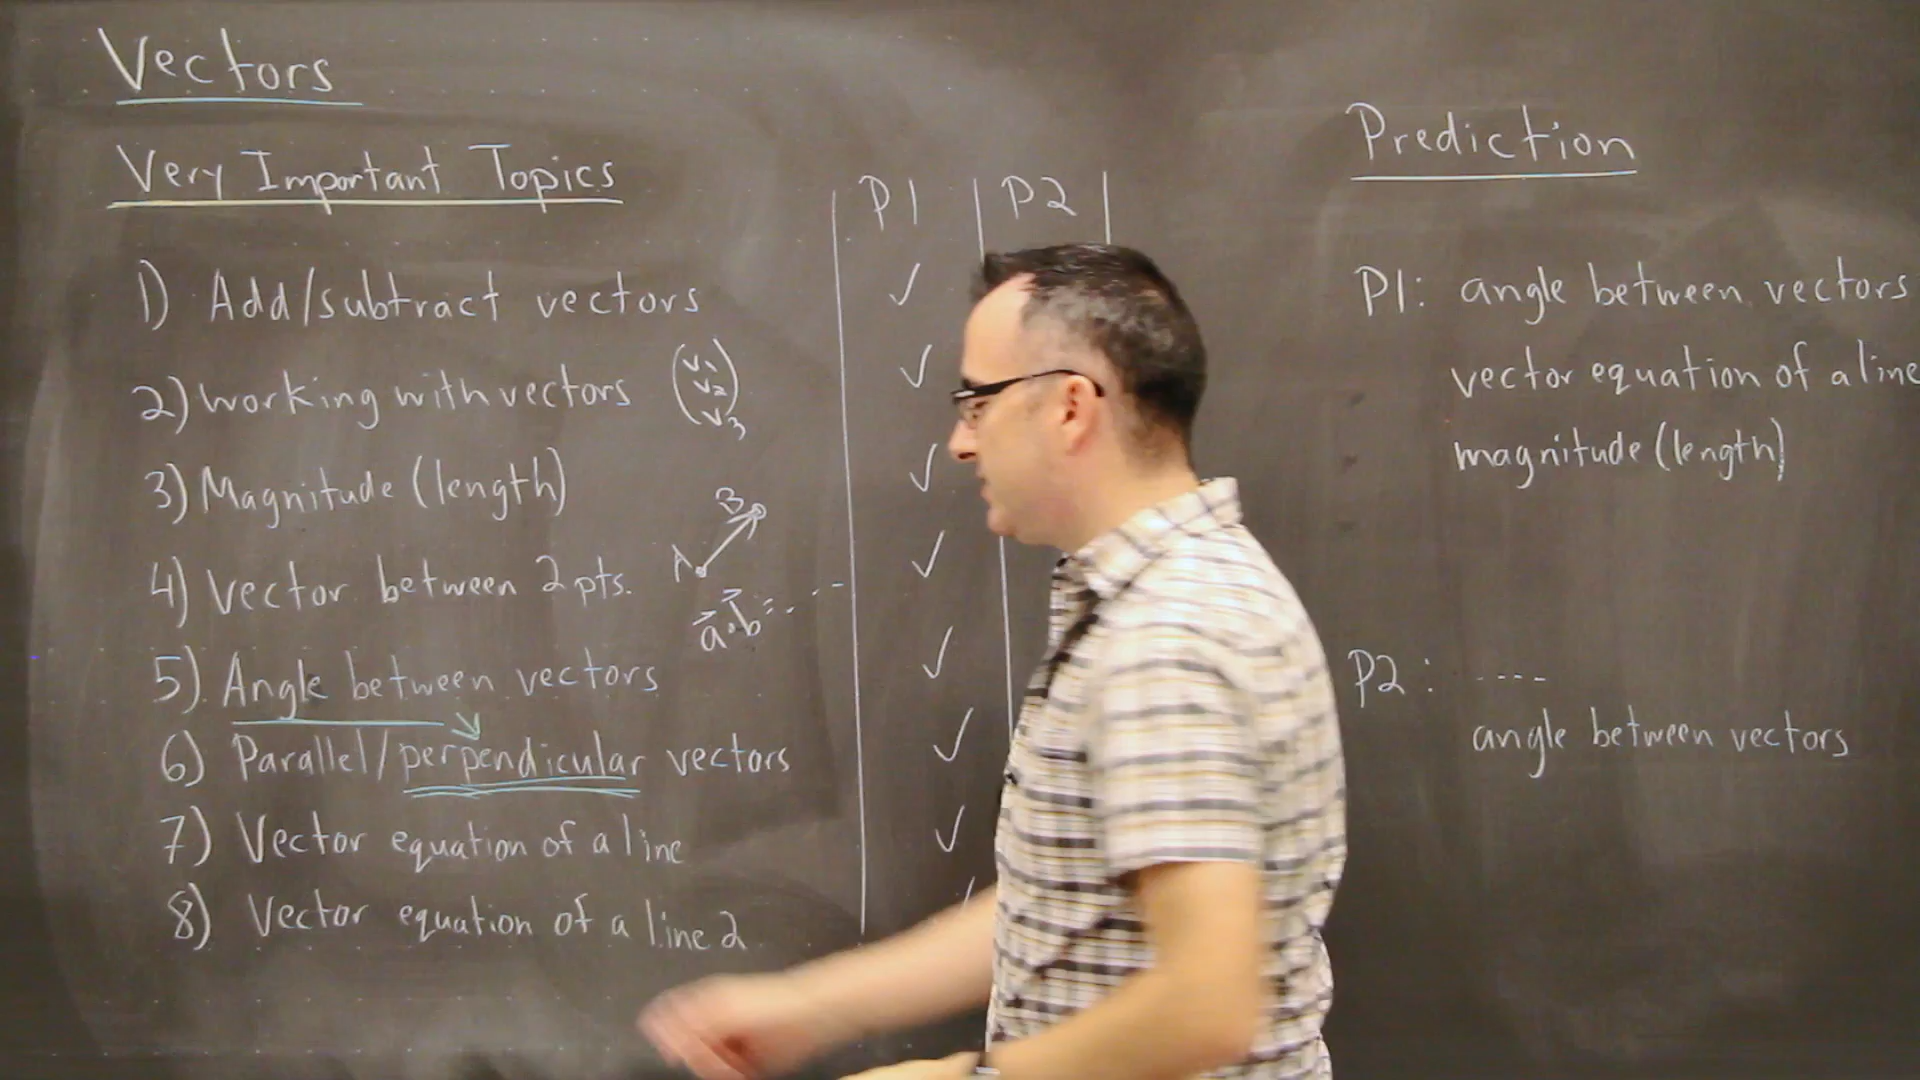 Vectors
Very Important Topics
P1 P2
1) Add/subtract vectors ✓
2) Working with vectors (v1 v2 v3) ✓
3) Magnitude (length) ✓
4) Vector between 2 pts. A B ✓
a·b = ....
5) Angle between vectors ✓
6) Parallel/perpendicular vectors ✓
7) Vector equation of a line ✓
8) Vector equation of a line 2
Prediction
P1: angle between vectors
vector equation of a line
magnitude (length)
P2: ....
angle between vectors